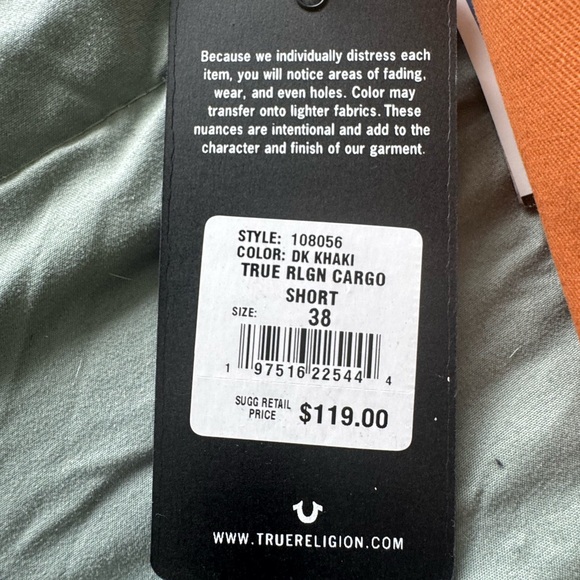 Because we individually distress each
item, you will notice areas of fading,
wear, and even holes. Color may
transfer onto lighter fabrics. These
nuances are intentional and add to the
character and finish of our garment.
STYLE: 108056
COLOR: DK KHAKI
TRUE RLGN CARGO
SHORT
SIZE: 38
1 97516 22544 4
SUGG RETAIL
PRICE $119.00
WWW.TRUERELIGION.COM